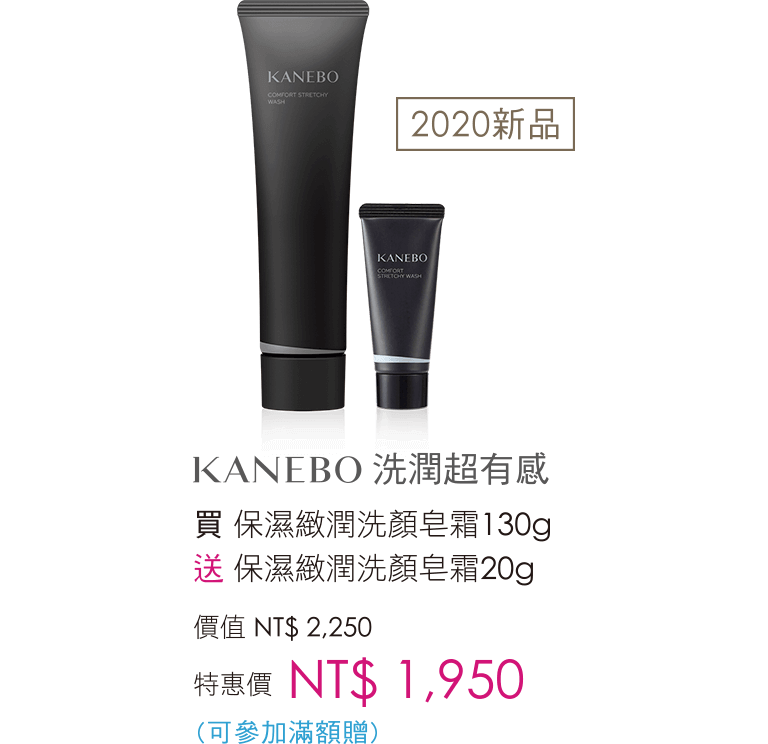 KANEBO
COMFORT STRETCHY
WASH
2020新品
KANEBO
COMFORT
STRETCHY WASH
KANEBO 洗潤超有感
買 保濕緻潤洗顏皂霜130g
送 保濕緻潤洗顏皂霜20g
價值 NT$ 2,250
特惠價 NT$ 1,950
(可參加滿額贈)